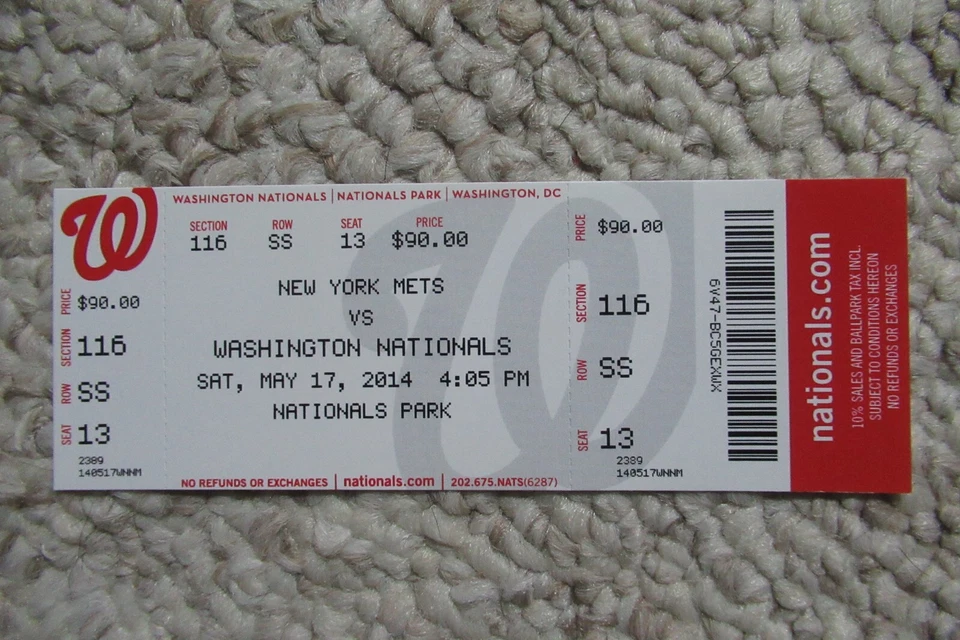 W
PRICE $90.00
SECTION 116
ROW SS
SEAT 13
2389
140517WNNM
WASHINGTON NATIONALS | NATIONALS PARK | WASHINGTON, DC
SECTION ROW SEAT PRICE
116 SS 13 $90.00
NEW YORK METS
VS
WASHINGTON NATIONALS
SAT, MAY 17, 2014 4:05 PM
NATIONALS PARK
NO REFUNDS OR EXCHANGES | nationals.com | 202.675.NATS(6287)
PRICE $90.00
SECTION 116
ROW SS
SEAT 13
2389
140517WNNM
6V47-BC5GEXWX
nationals.com
10% SALES AND BALLPARK TAX INCL.
SUBJECT TO CONDITIONS HEREON
NO REFUNDS OR EXCHANGES